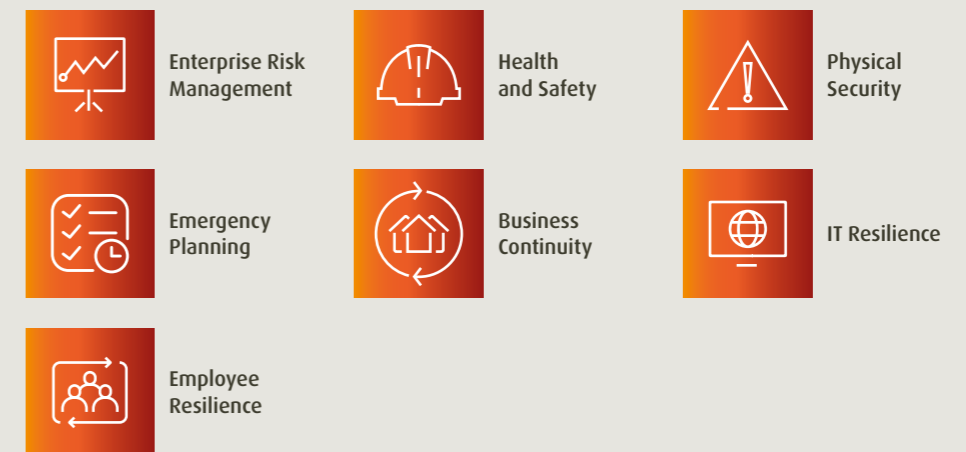 Enterprise Risk
Management
Health
and Safety
Physical
Security
Emergency
Planning
Business
Continuity
IT Resilience
Employee
Resilience